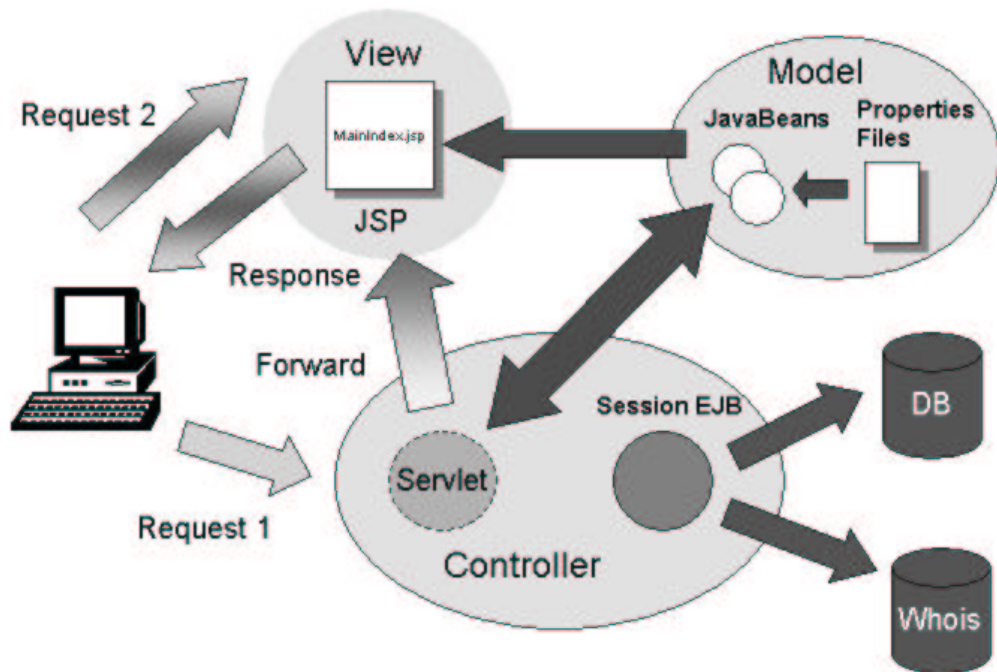 View
Model
Request 2
MainIndex.jsp
JavaBeans
Properties
Files
JSP
Response
Forward
Session EJB
DB
Servlet
Request 1
Controller
Whois